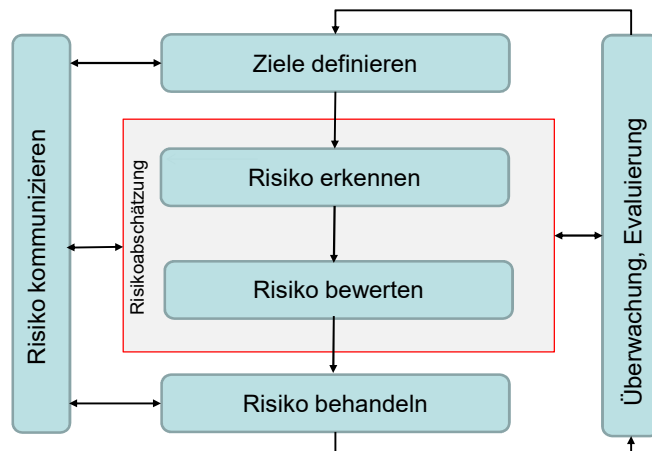 Ziele definieren
Risiko kommunizieren
Risikoabschätzung
Risiko erkennen
Risiko bewerten
Risiko behandeln
Überwachung, Evaluierung